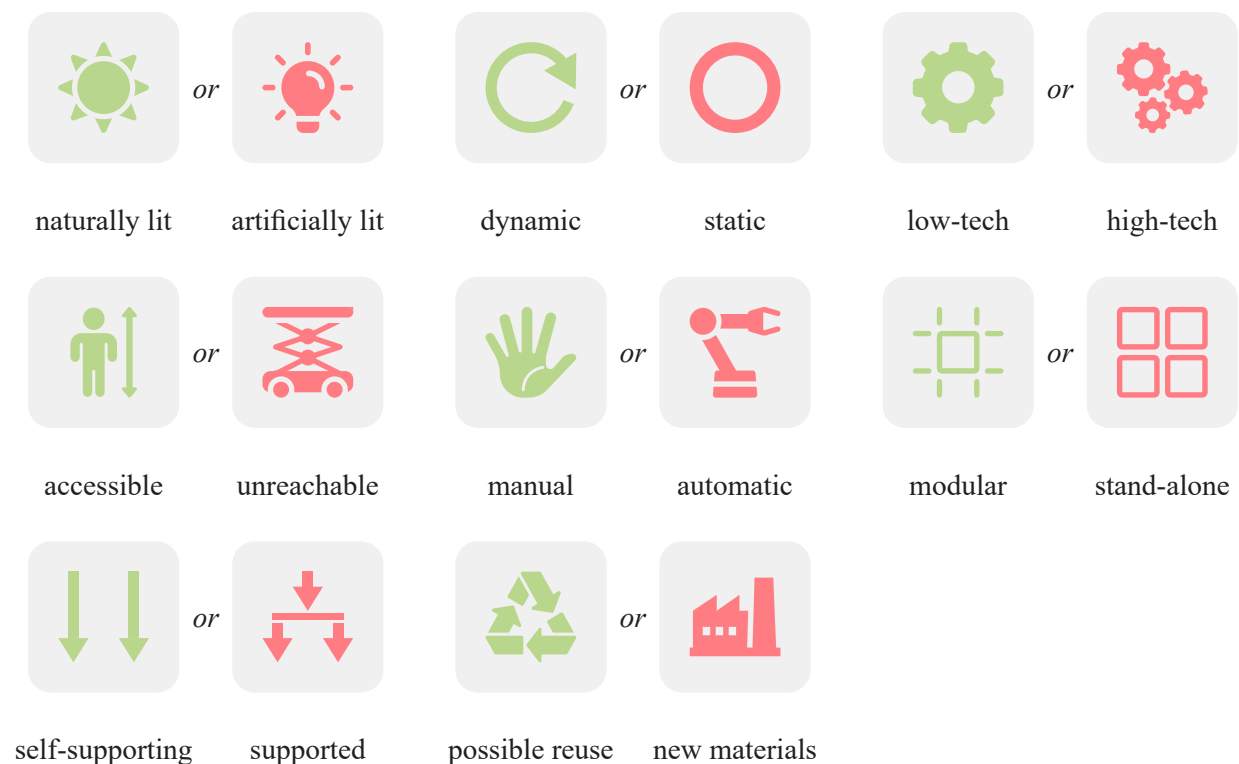 or or or
naturally lit artificially lit dynamic static low-tech high-tech
or or or
accessible unreachable manual automatic modular stand-alone
or or
self-supporting supported possible reuse new materials